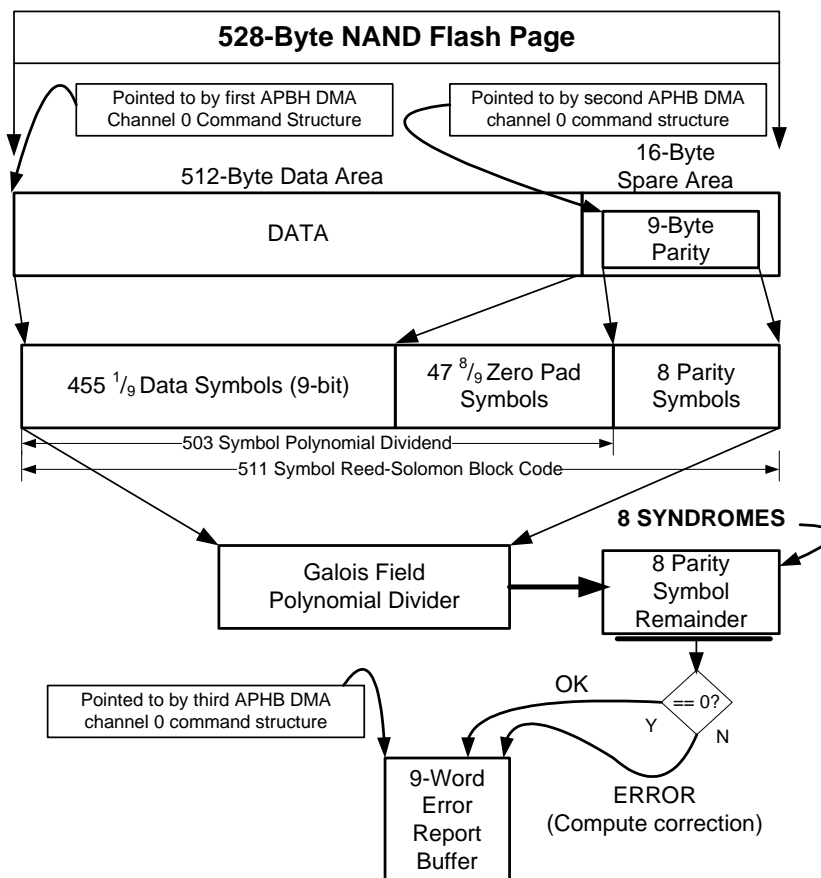 528-Byte NAND Flash Page
Pointed to by first APBH DMA
Channel 0 Command Structure
Pointed to by second APHB DMA
channel 0 command structure
512-Byte Data Area
16-Byte
Spare Area
DATA
9-Byte
Parity
455 1/9 Data Symbols (9-bit)
47 8/9 Zero Pad
Symbols
8 Parity
Symbols
503 Symbol Polynomial Dividend
511 Symbol Reed-Solomon Block Code
8 SYNDROMES
Galois Field
Polynomial Divider
8 Parity
Symbol
Remainder
Pointed to by third APHB DMA
channel 0 command structure
OK
== 0?
Y
N
9-Word
Error
Report
Buffer
ERROR
(Compute correction)